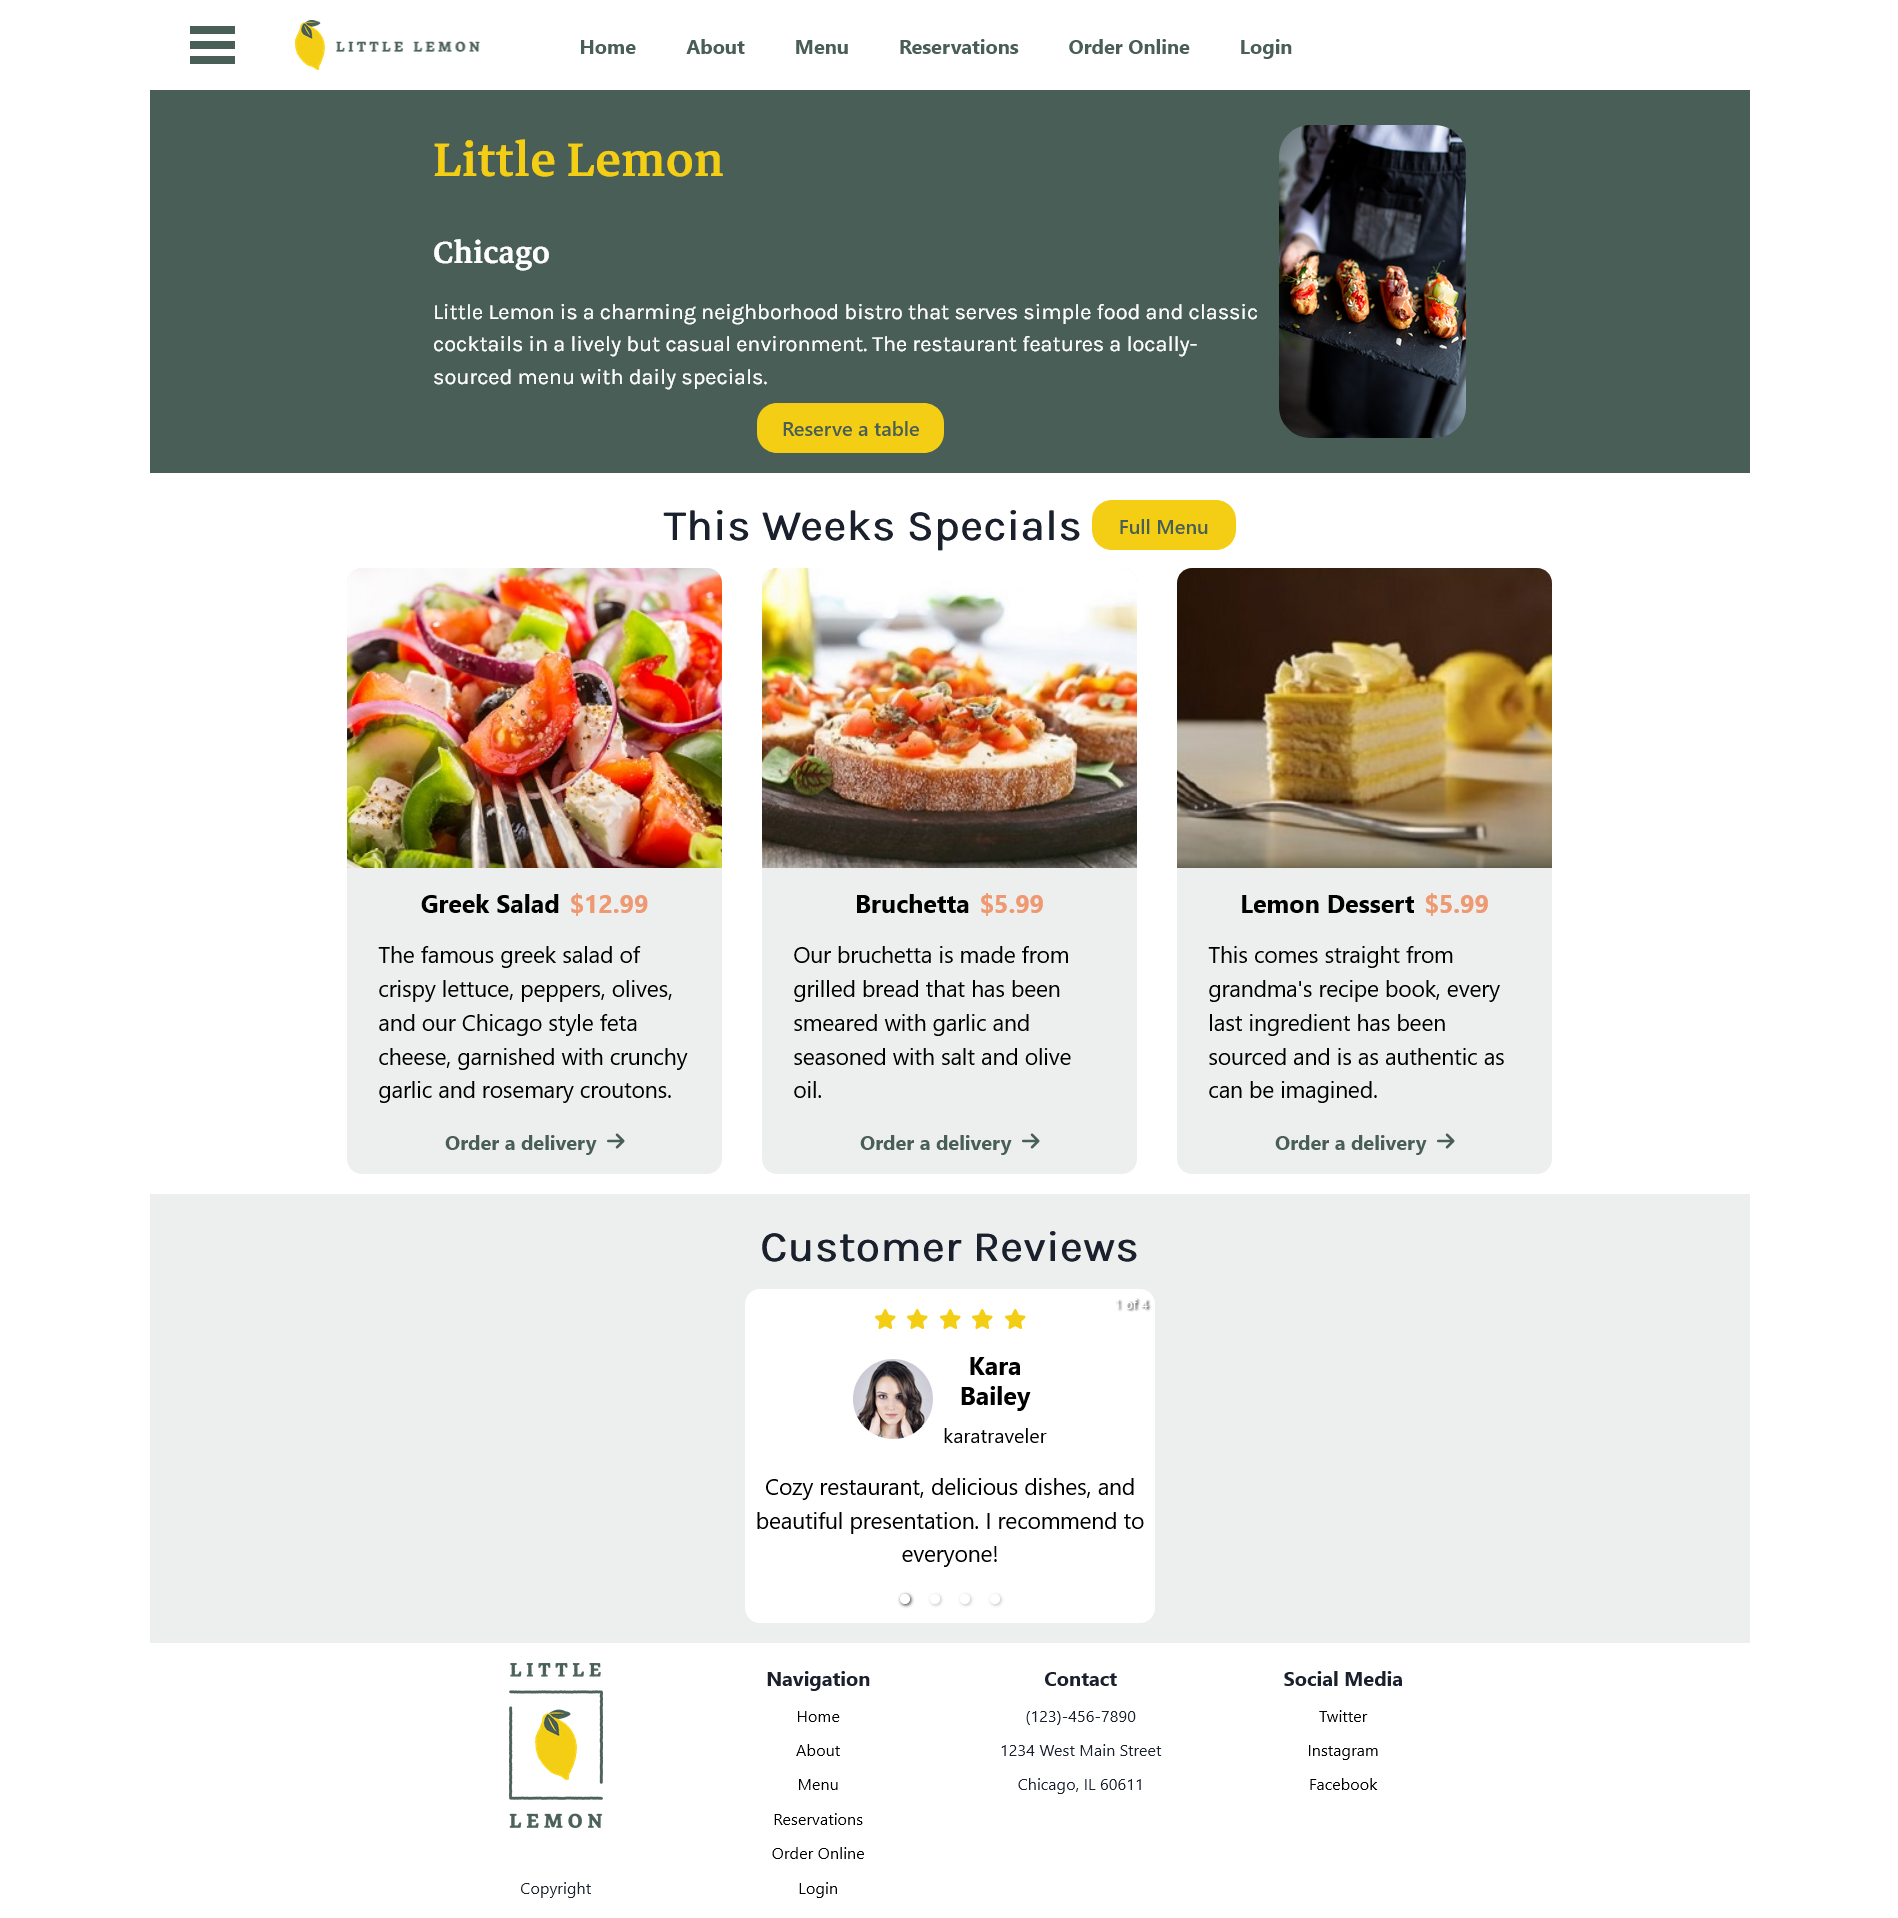 LITTLE LEMON
Home About Menu Reservations Order Online Login
Little Lemon
Chicago
Little Lemon is a charming neighborhood bistro that serves simple food and classic
cocktails in a lively but casual environment. The restaurant features a locally-
sourced menu with daily specials.
Reserve a table
This Weeks Specials
Full Menu
Greek Salad $12.99
The famous greek salad of
crispy lettuce, peppers, olives,
and our Chicago style feta
cheese, garnished with crunchy
garlic and rosemary croutons.
Order a delivery
Bruchetta $5.99
Our bruchetta is made from
grilled bread that has been
smeared with garlic and
seasoned with salt and olive
oil.
Order a delivery
Lemon Dessert $5.99
This comes straight from
grandma's recipe book, every
last ingredient has been
sourced and is as authentic as
can be imagined.
Order a delivery
Customer Reviews
1 of 4
Kara
Bailey
karatraveler
Cozy restaurant, delicious dishes, and
beautiful presentation. I recommend to
everyone!
LITTLE
LEMON
Copyright
Navigation
Home
About
Menu
Reservations
Order Online
Login
Contact
(123)-456-7890
1234 West Main Street
Chicago, IL 60611
Social Media
Twitter
Instagram
Facebook